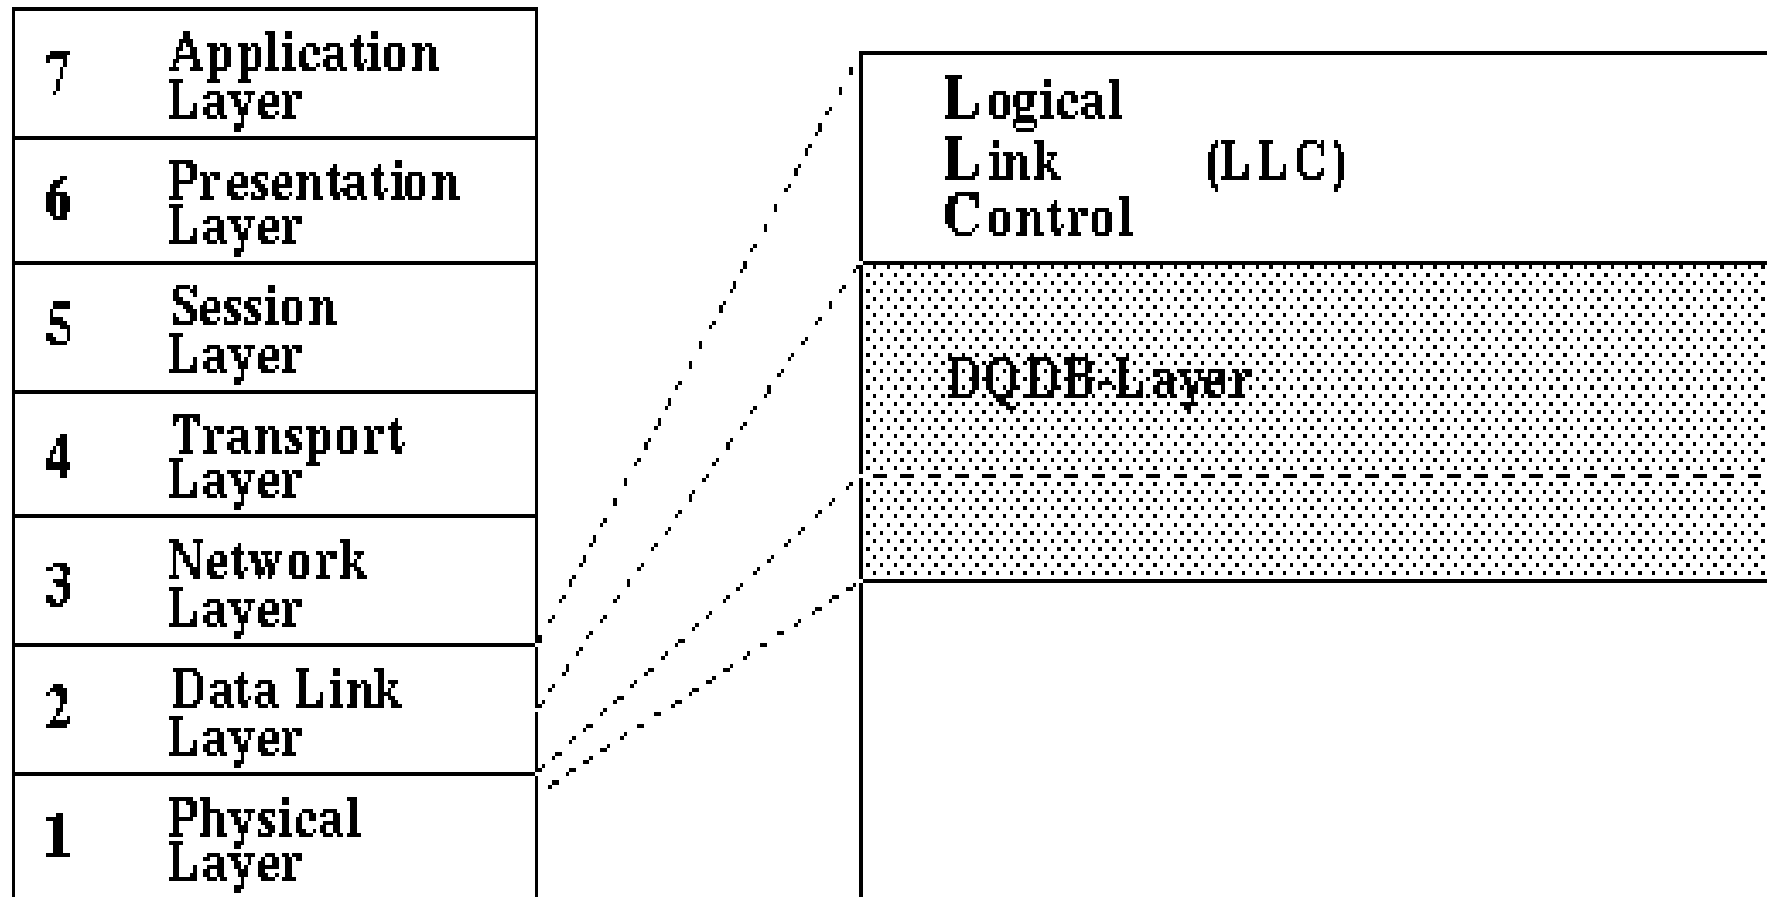 7 Application
Layer
6 Presentation
Layer
5 Session
Layer
4 Transport
Layer
3 Network
Layer
2 Data Link
Layer
1 Physical
Layer
Logical
Link (LLC)
Control
DQDB-Layer